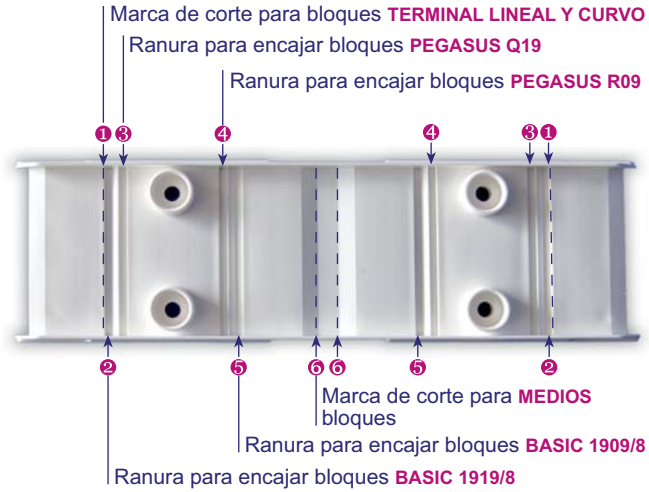 Marca de corte para bloques TERMINAL LINEAL Y CURVO
Ranura para encajar bloques PEGASUS Q19
Ranura para encajar bloques PEGASUS R09
1 3 4 4 3 1
2 5 6 6 5 2
Marca de corte para MEDIOS
bloques
Ranura para encajar bloques BASIC 1909/8
Ranura para encajar bloques BASIC 1919/8